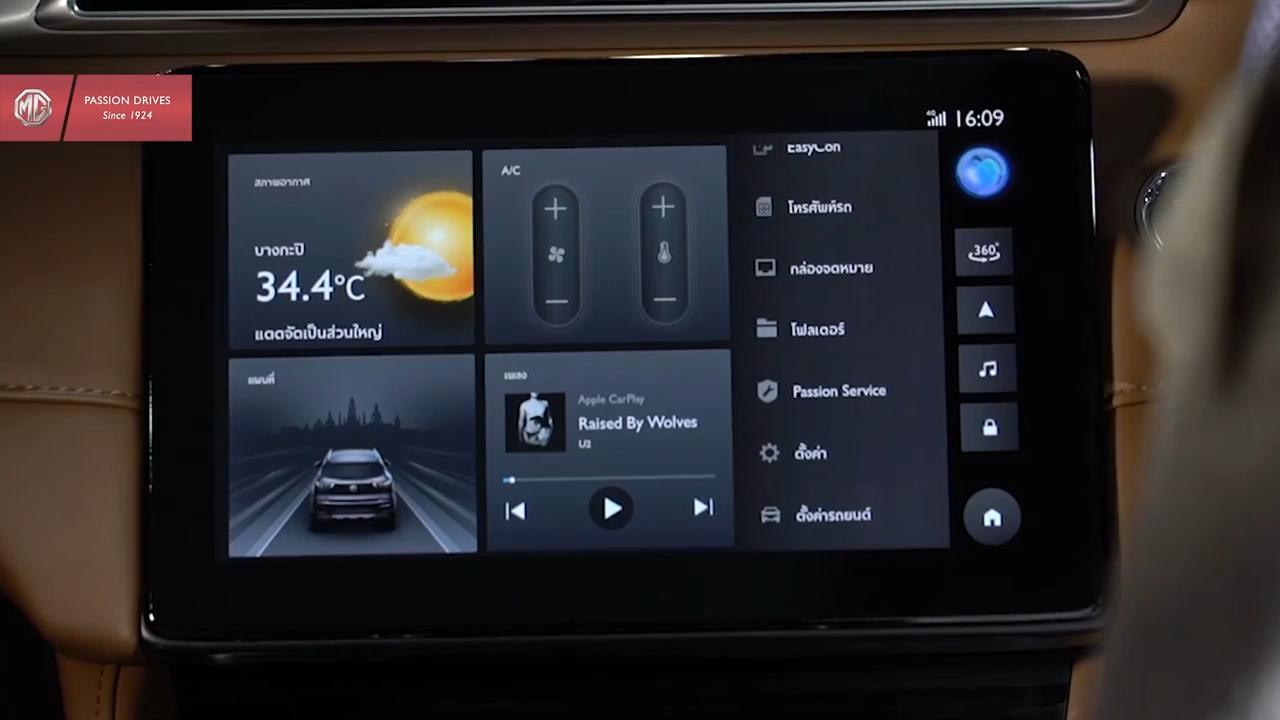 MG
PASSION DRIVES
Since 1924
4G
16:09
สภาพอากาศ
บางกะปิ
34.4°C
แดดจัดเป็นส่วนใหญ่
A/C
แผนที่
เพลง
Apple CarPlay
Raised By Wolves
U2
EasyCon
โทรศัพท์รถ
กล่องจดหมาย
โฟลเดอร์
Passion Service
ตั้งค่า
ตั้งค่ารถยนต์
360°